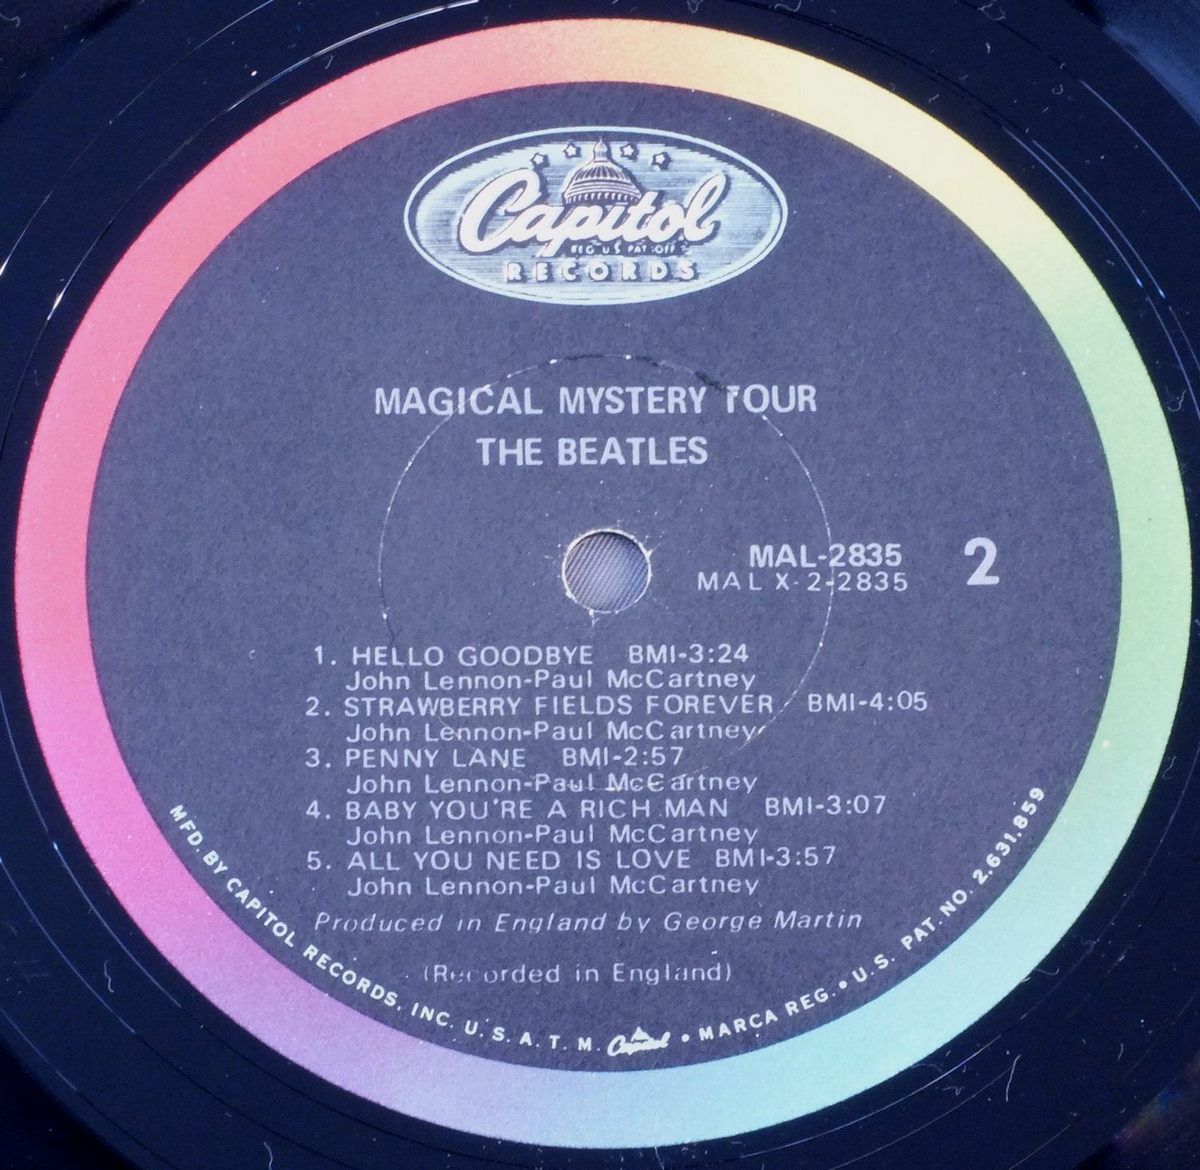 Capitol
REG. U.S. PAT. OFF.
RECORDS
MAGICAL MYSTERY TOUR
THE BEATLES
MAL-2835
MAL X-2-2835
2
1. HELLO GOODBYE BMI-3:24
John Lennon-Paul McCartney
2. STRAWBERRY FIELDS FOREVER BMI-4:05
John Lennon-Paul McCartney
3. PENNY LANE BMI-2:57
John Lennon-Paul McCartney
4. BABY YOU'RE A RICH MAN BMI-3:07
John Lennon-Paul McCartney
5. ALL YOU NEED IS LOVE BMI-3:57
John Lennon-Paul McCartney
Produced in England by George Martin
(Recorded in England)
MFD. BY CAPITOL RECORDS, INC. U.S.A. T.M. Capitol • MARCA REG. • U.S. PAT. NO. 2,631,859